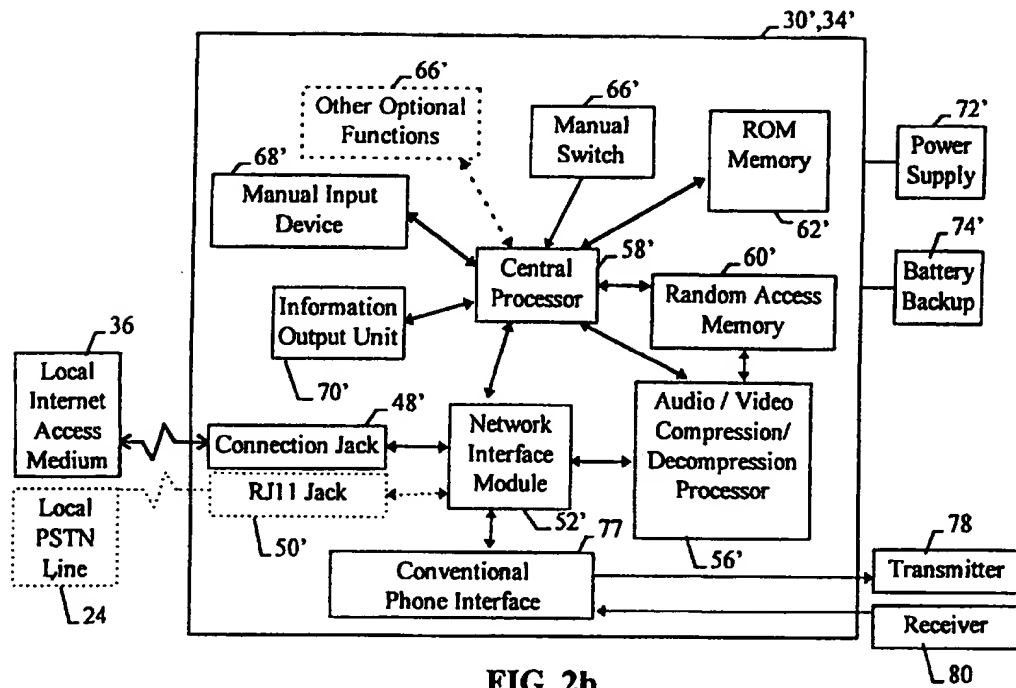 30’,34’
66’
Other Optional
Functions
66’
Manual
Switch
ROM
Memory
62’
72’
Power
Supply
68’
Manual Input
Device
58’
Central
Processor
60’
Random Access
Memory
74’
Battery
Backup
Information
Output Unit
70’
36
Local
Internet
Access
Medium
48’
Connection Jack
RJ11 Jack
50’
Network
Interface
Module
52’
Audio / Video
Compression/
Decompression
Processor
56’
Local
PSTN
Line
24
77
Conventional
Phone Interface
78
Transmitter
Receiver
80
FIG. 2b